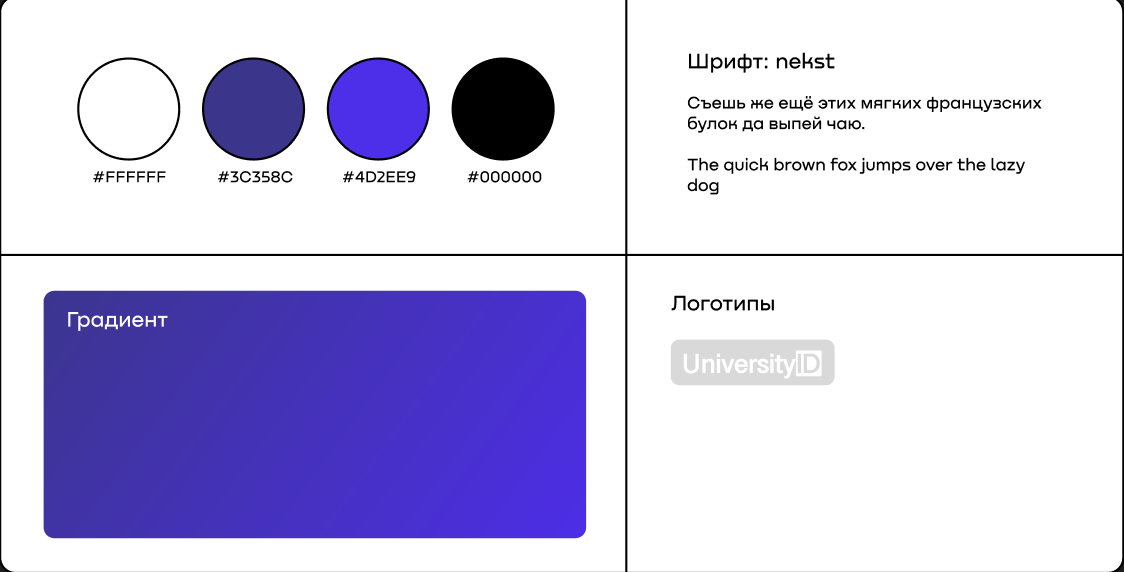 #FFFFFF
#3C358C
#4D2EE9
#000000
Шрифт: nekst
Съешь же ещё этих мягких французских
булок да выпей чаю.
The quick brown fox jumps over the lazy
dog
Градиент
Логотипы
UniversityID